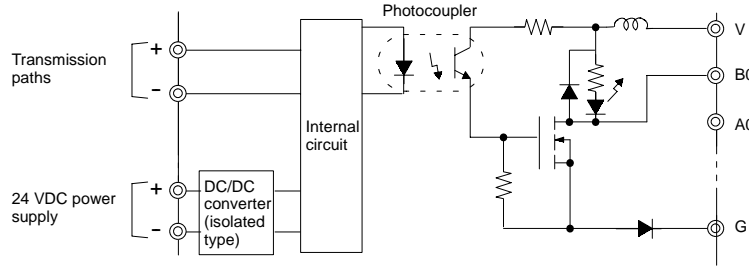 Photocoupler
V
Transmission
paths
+
−
B0
A0
Internal
circuit
24 VDC power
supply
+
−
DC/DC
converter
(isolated
type)
G